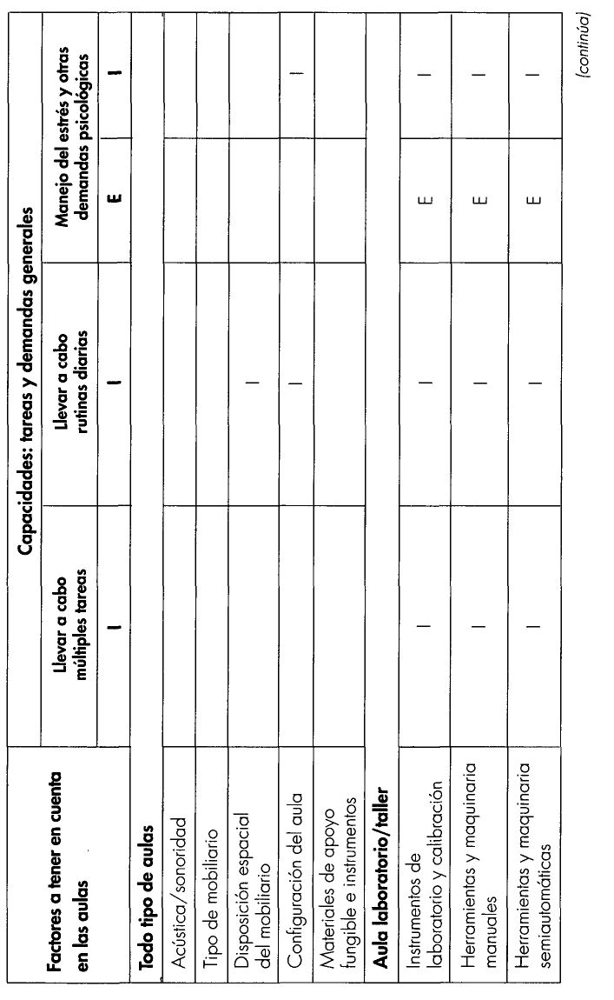 Factores a tener en cuenta
en las aulas
Capacidades: tareas y demandas generales
Llevar a cabo
múltiples tareas
Llevar a cabo
rutinas diarias
Manejo del estrés y otras
demandas psicológicas
I
I
E
I
Todo tipo de aulas
Acústica/sonoridad
Tipo de mobiliario
Disposición espacial
del mobiliario
I
Configuración del aula
I
I
Materiales de apoyo
fungible e instrumentos
Aula laboratorio/taller
Instrumentos de
laboratorio y calibración
I
I
E
I
Herramientas y maquinaria
manuales
I
I
E
I
Herramientas y maquinaria
semiautomáticas
I
I
E
I
(continúa)